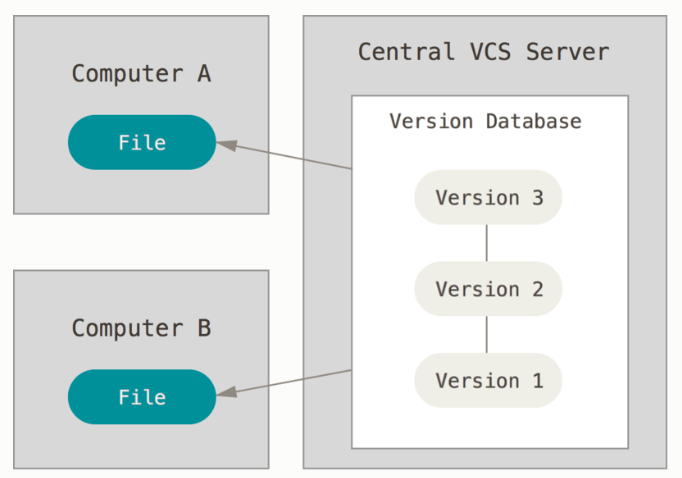 Computer A
File
Computer B
File
Central VCS Server
Version Database
Version 3
Version 2
Version 1